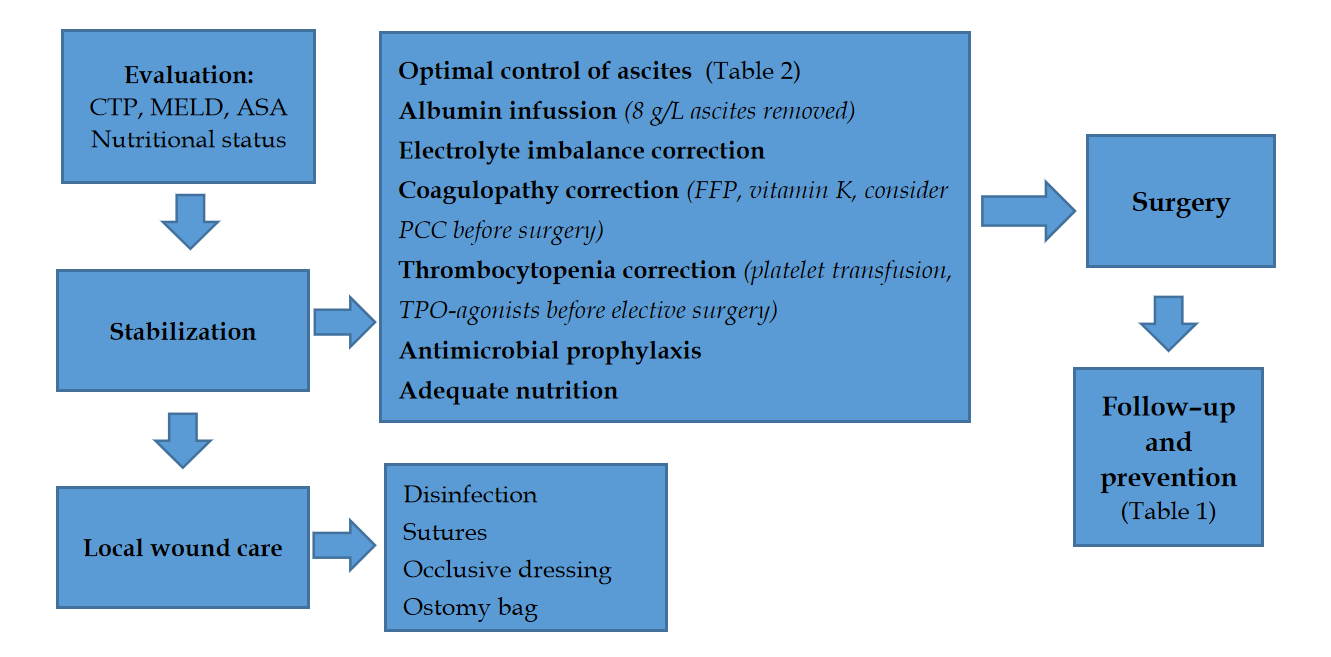 Evaluation:
CTP, MELD, ASA
Nutritional status
Stabilization
Local wound care
Optimal control of ascites (Table 2)
Albumin infussion (8 g/L ascites removed)
Electrolyte imbalance correction
Coagulopathy correction (FFP, vitamin K, consider
PCC before surgery)
Thrombocytopenia correction (platelet transfusion,
TPO-agonists before elective surgery)
Antimicrobial prophylaxis
Adequate nutrition
Disinfection
Sutures
Occlusive dressing
Ostomy bag
Surgery
Follow–up
and
prevention
(Table 1)